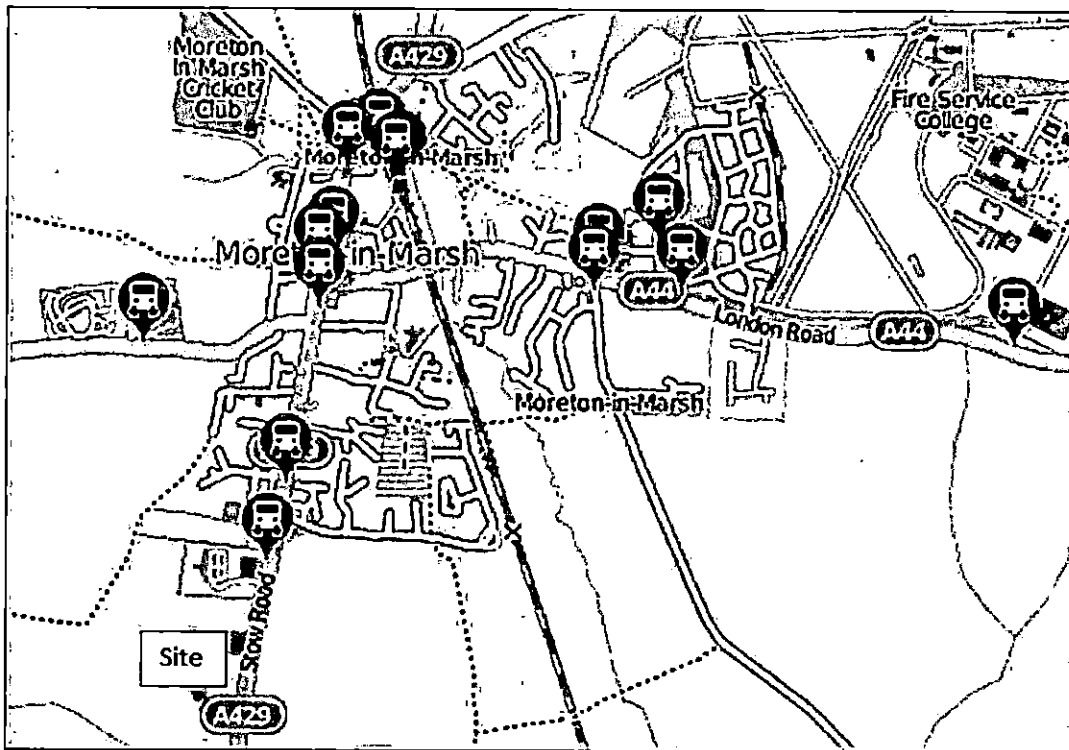 Moreton
In Marsh
Cricket
Club
A429
Fire Service
College
Moreton-in-Marsh
Moreton-in-Marsh
A44
London Road
A44
Moreton-in-Marsh
Stow Road
Site
A429